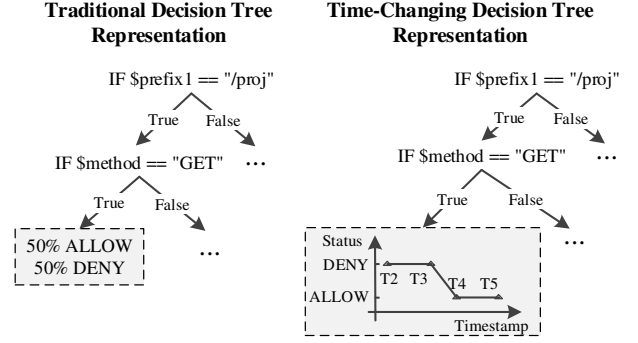 Traditional Decision Tree
Representation
IF $prefix1 == "/proj"
True
False
IF $method == "GET"
...
True
False
50% ALLOW
50% DENY
...
Time-Changing Decision Tree
Representation
IF $prefix1 == "/proj"
True
False
IF $method == "GET"
...
True
False
...
Status
DENY
T2
T3
T4
T5
ALLOW
Timestamp